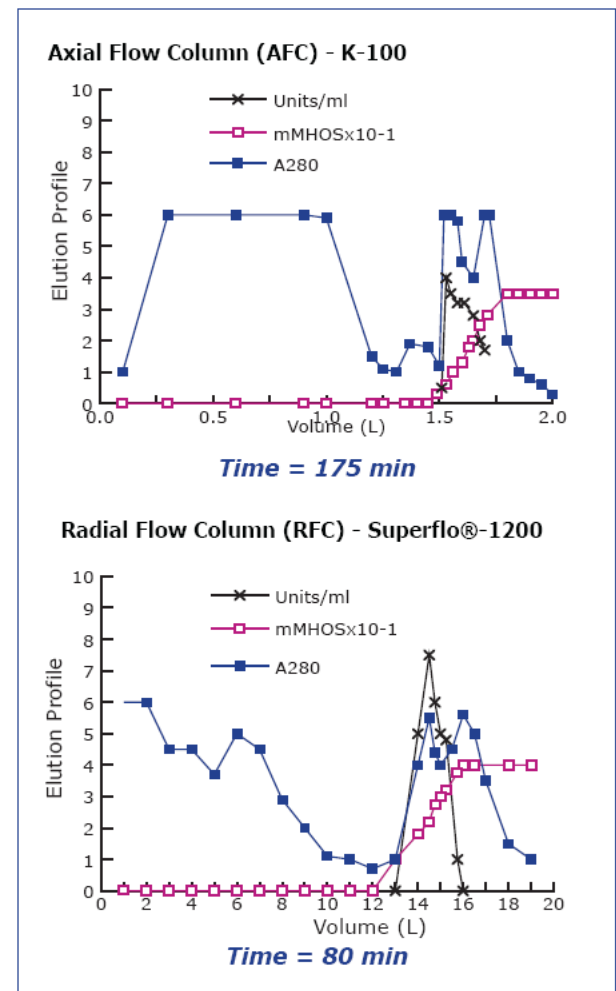 Axial Flow Column (AFC) - K-100
10
9
8
7
6
5
4
3
2
1
0
Elution Profile
Units/ml
mMHOSx10-1
A280
0.0 0.5 1.0 1.5 2.0
Volume (L)
Time = 175 min
Radial Flow Column (RFC) - Superflo®-1200
10
9
8
7
6
5
4
3
2
1
0
Elution Profile
Units/ml
mMHOSx10-1
A280
0 2 4 6 8 10 12 14 16 18 20
Volume (L)
Time = 80 min